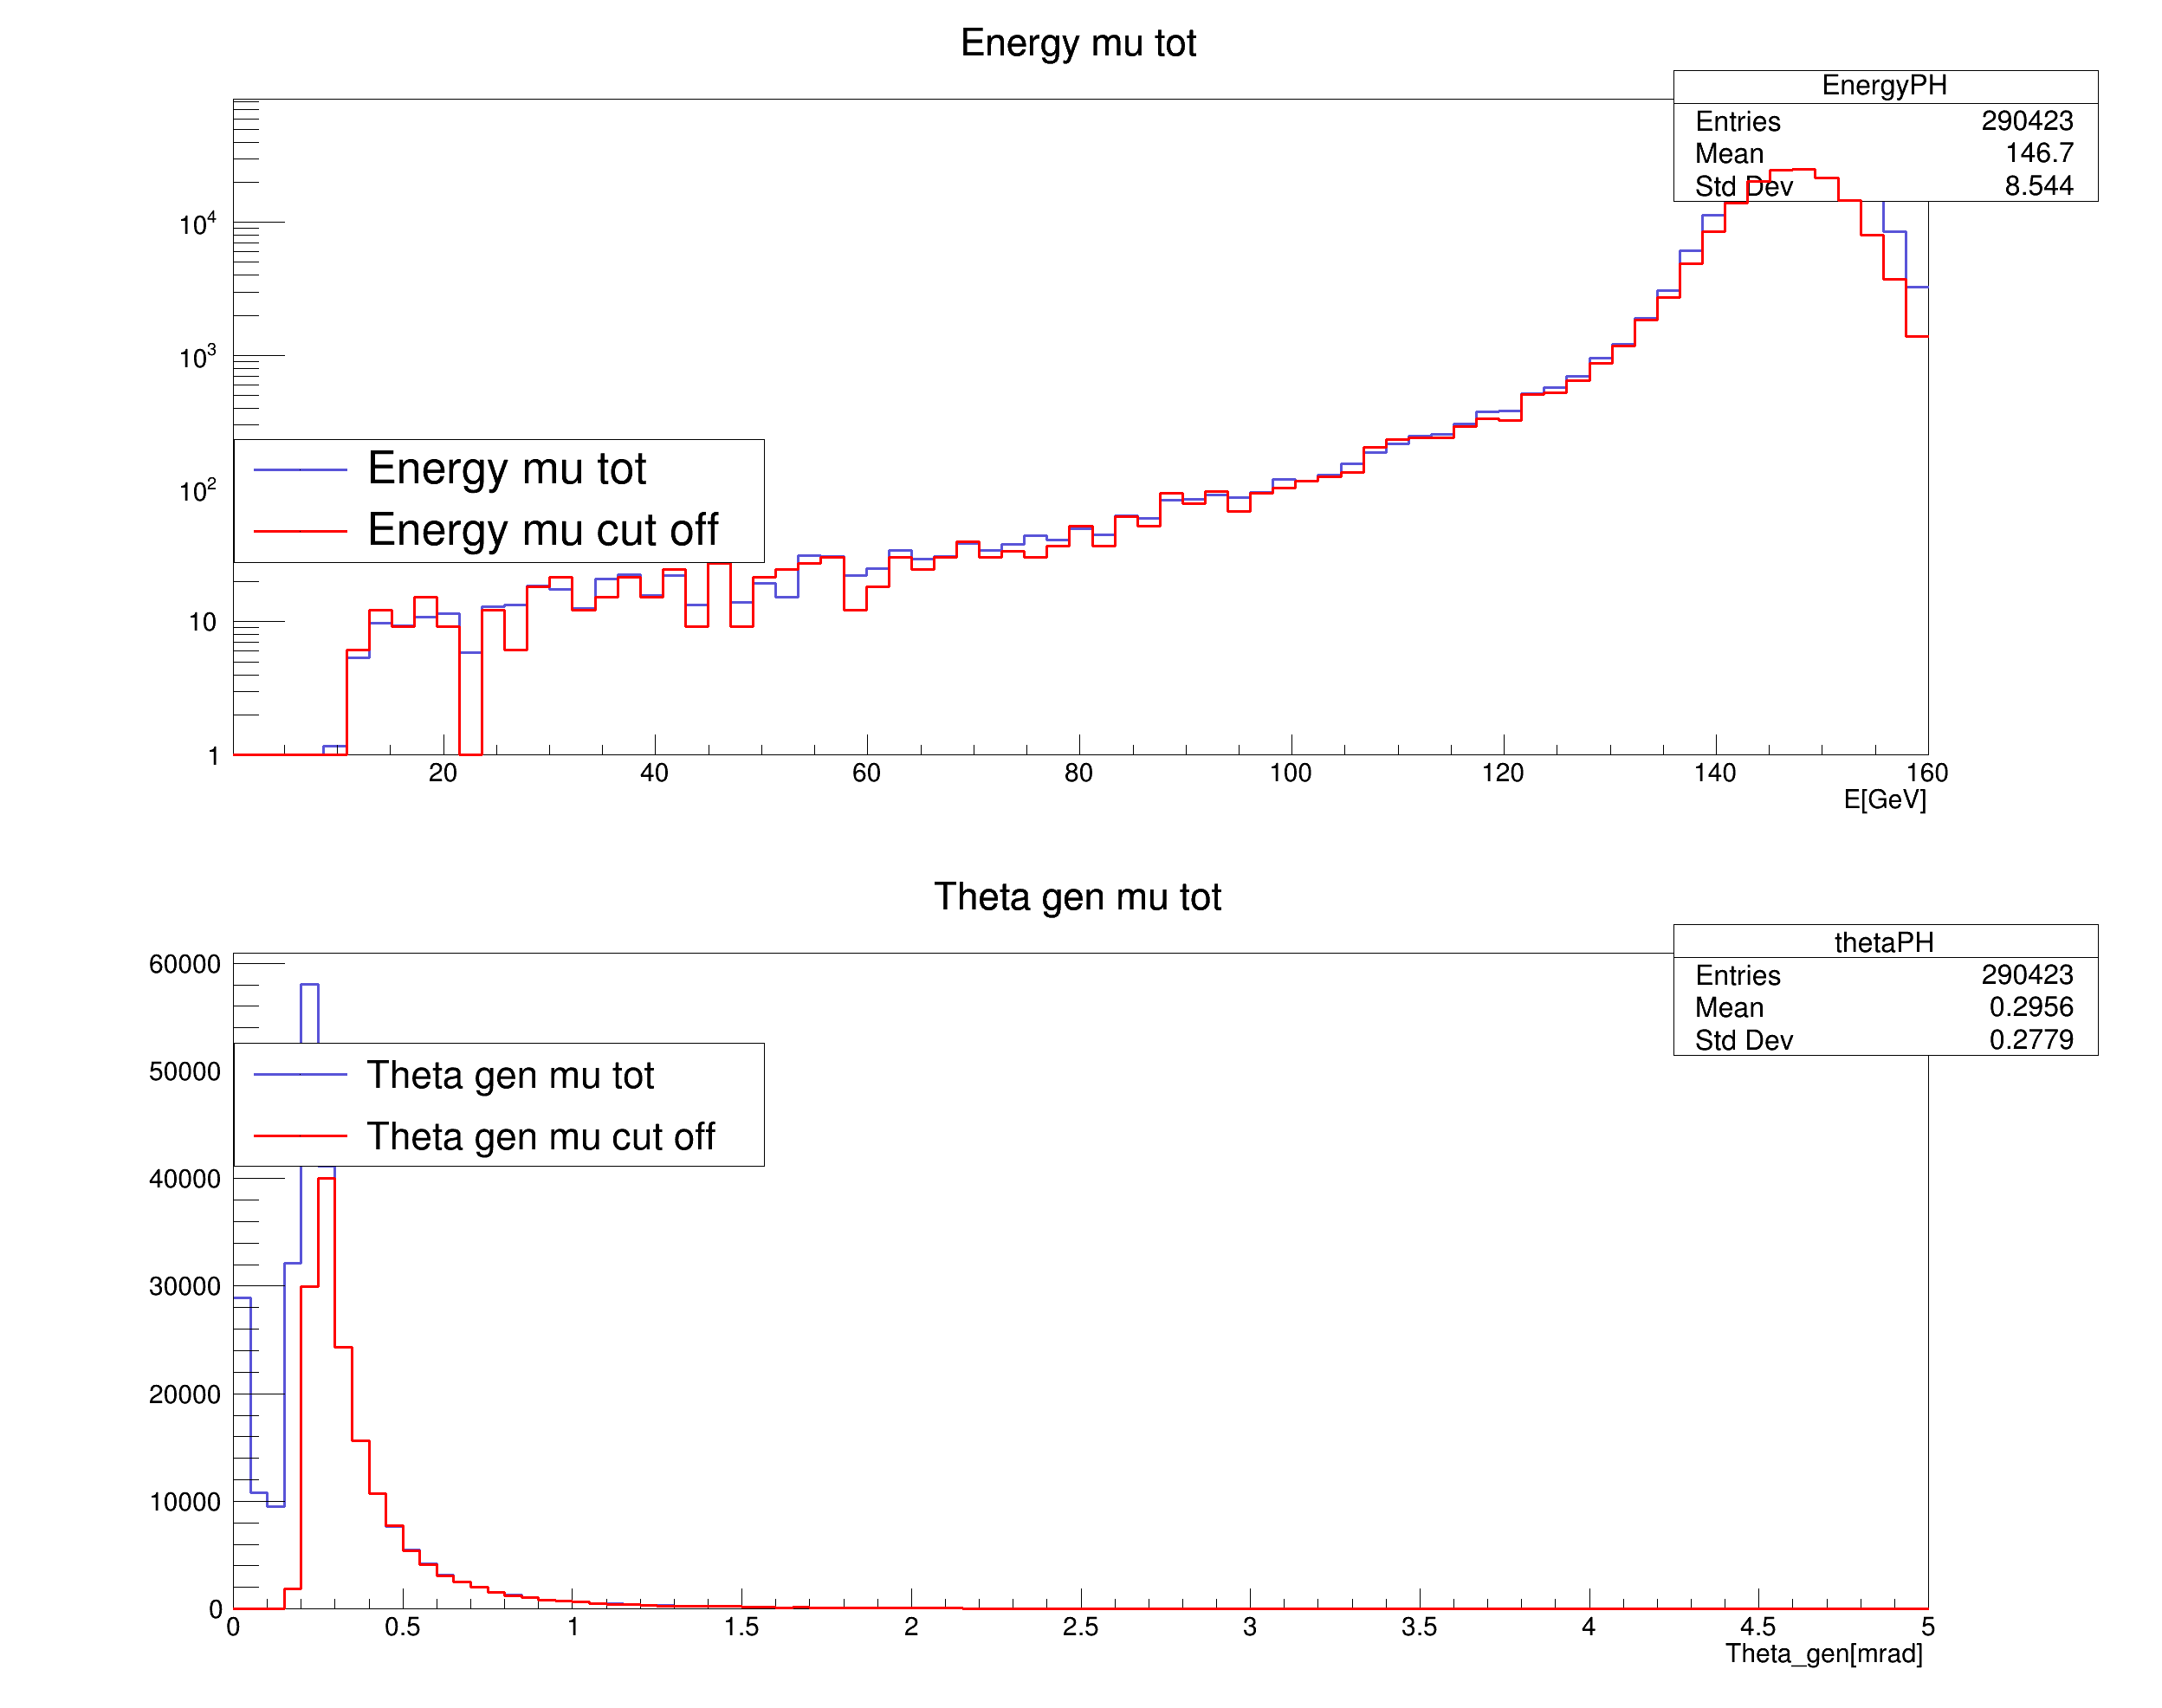 Energy mu tot
EnergyPH
Entries 290423
Mean 146.7
Std Dev 8.544
10^4
10^3
10^2
10
1
Energy mu tot
Energy mu cut off
20 40 60 80 100 120 140 160
E[GeV]
Theta gen mu tot
thetaPH
Entries 290423
Mean 0.2956
Std Dev 0.2779
60000
50000
40000
30000
20000
10000
0
Theta gen mu tot
Theta gen mu cut off
0 0.5 1 1.5 2 2.5 3 3.5 4 4.5 5
Theta_gen[mrad]